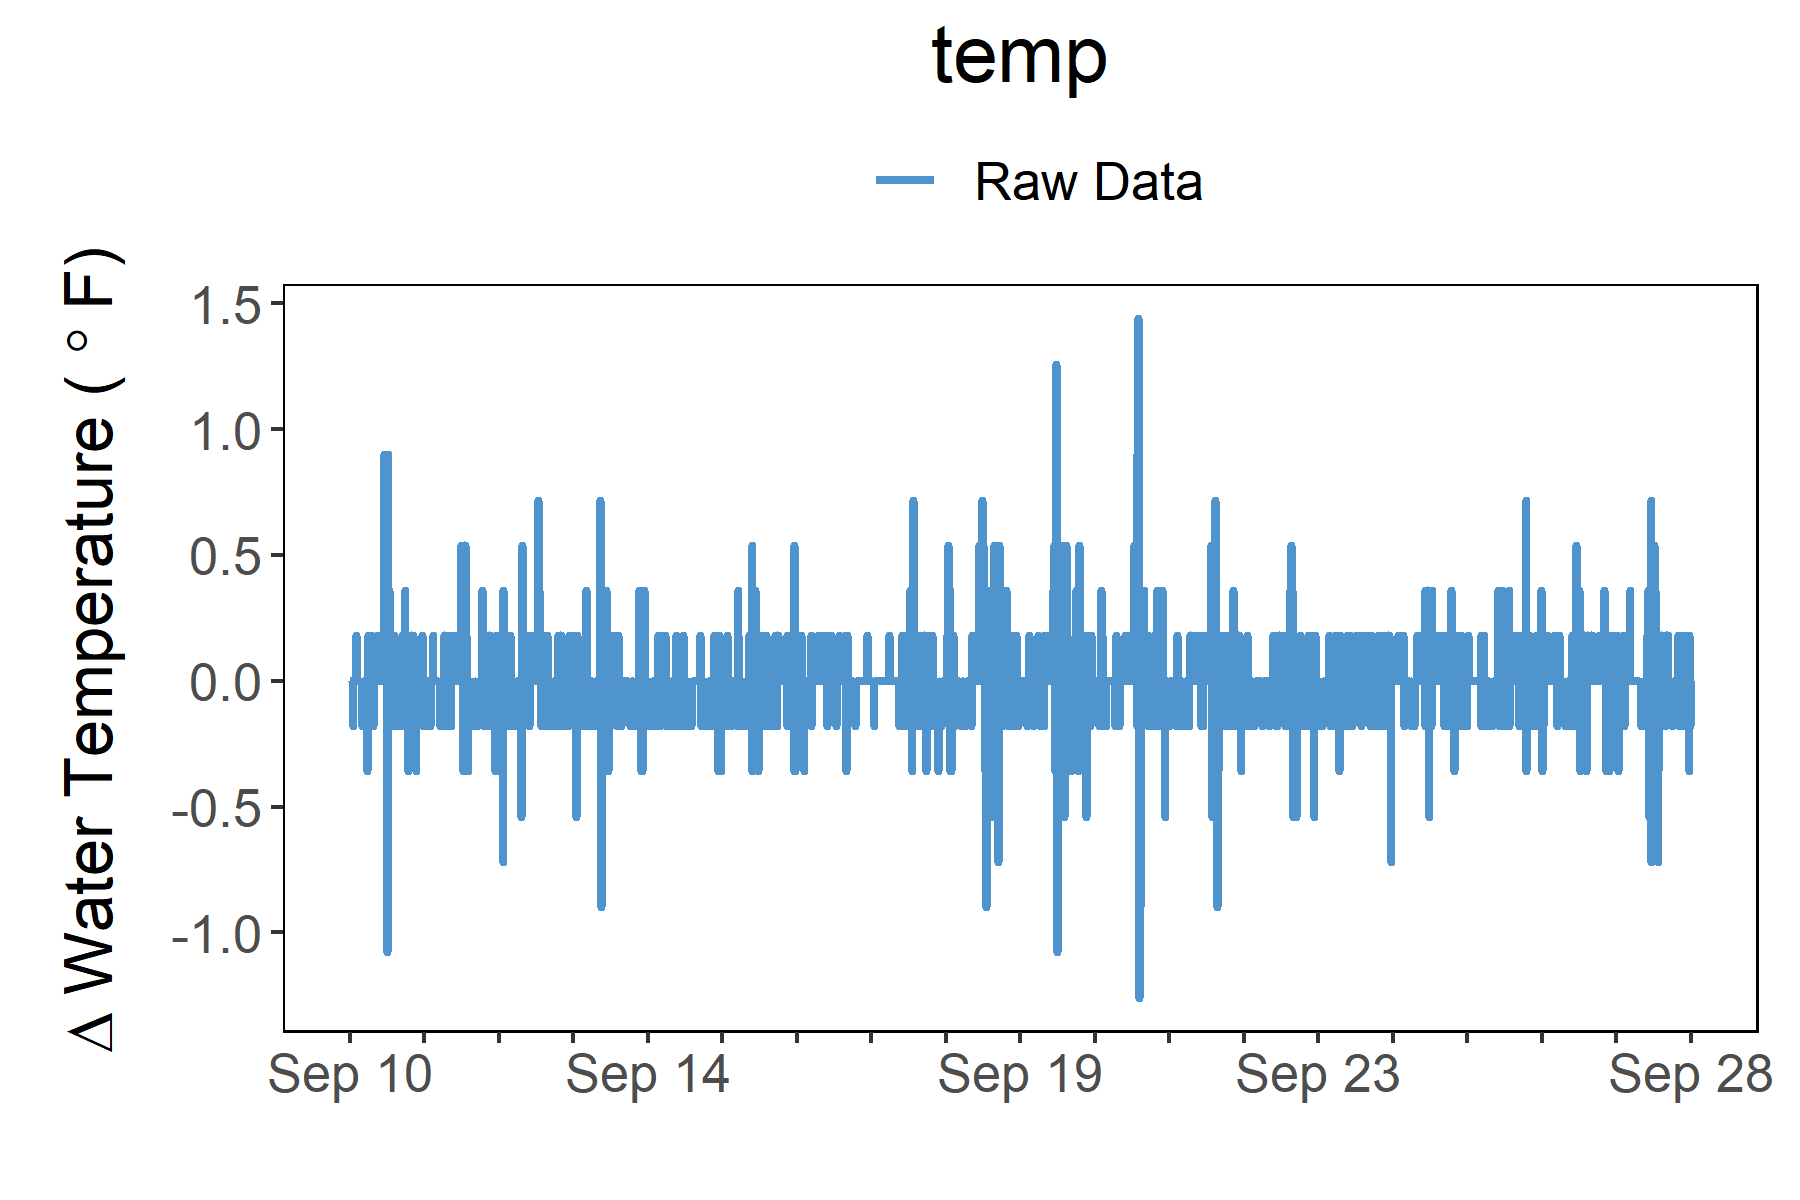 temp
Raw Data
Δ Water Temperature ( ° F)
1.5
1.0
0.5
0.0
-0.5
-1.0
Sep 10 Sep 14 Sep 19 Sep 23 Sep 28